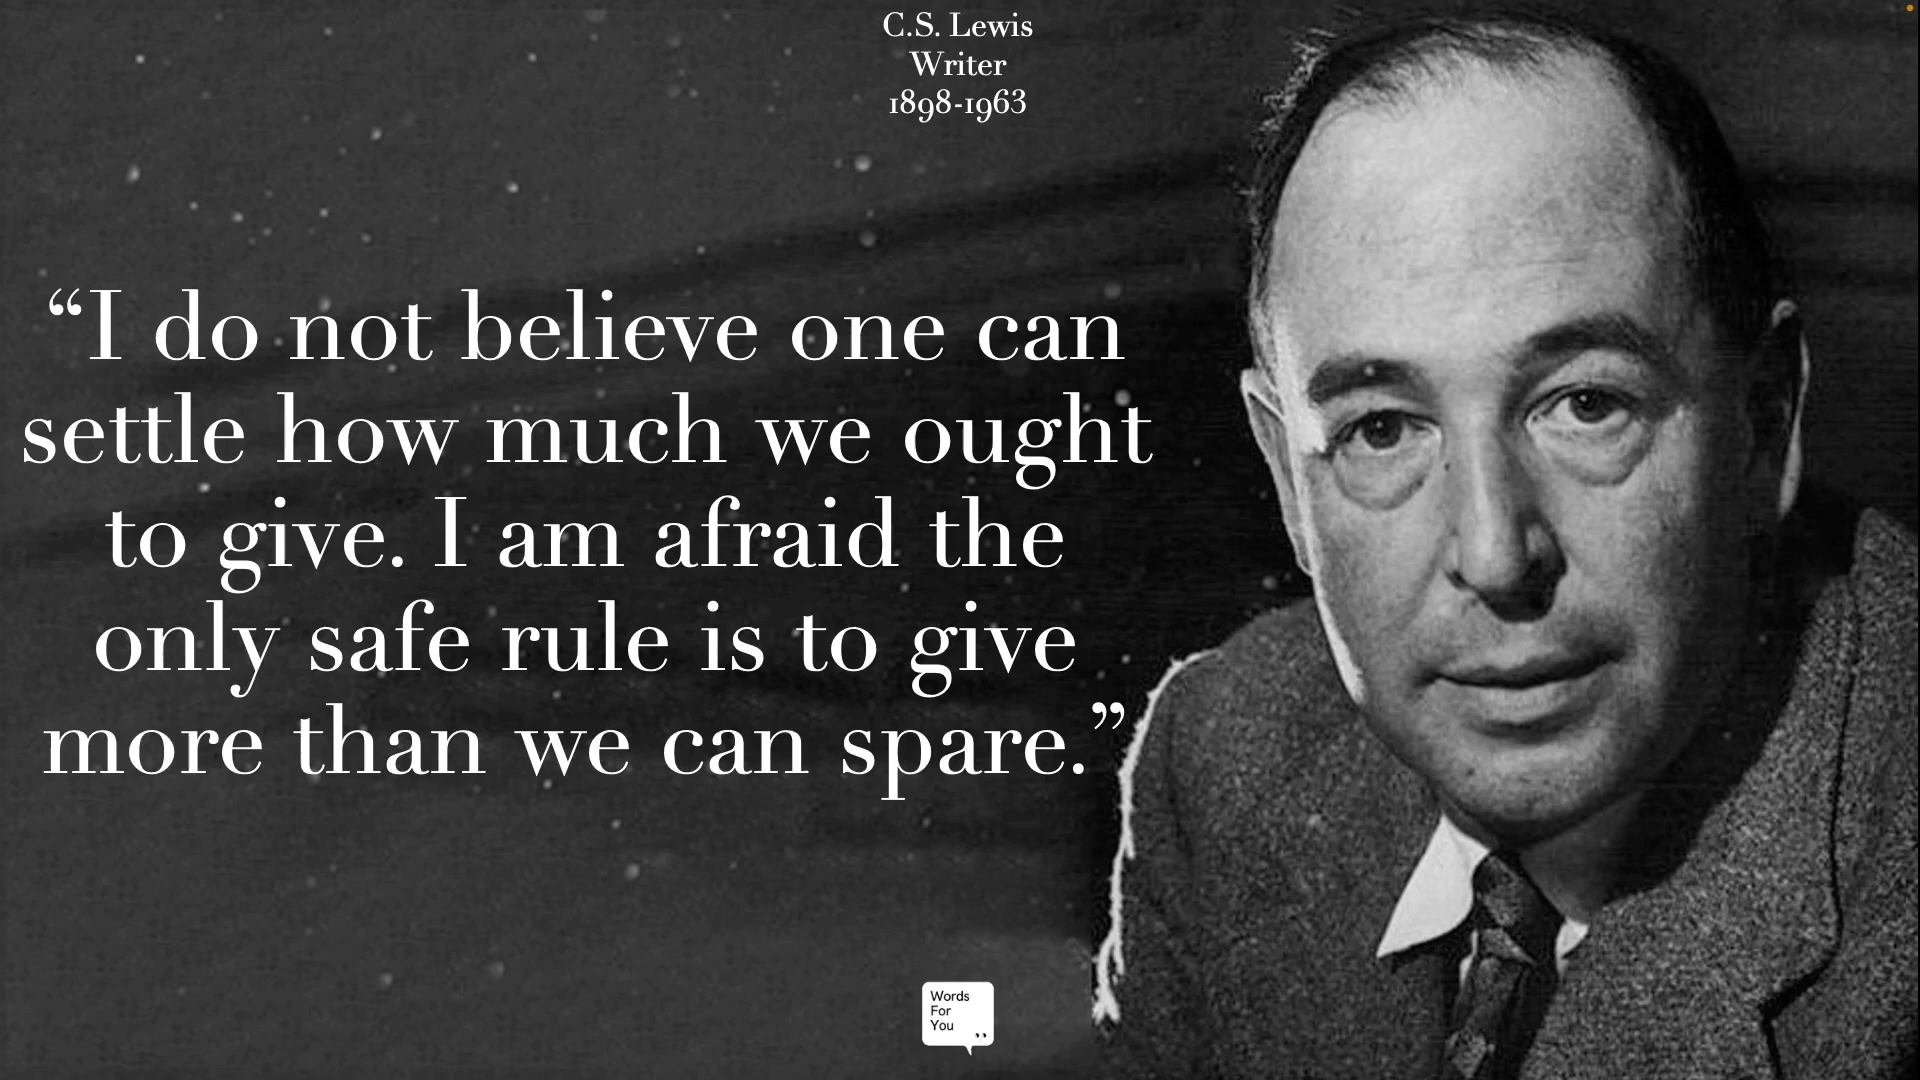 C.S. Lewis
Writer
1898-1963
“I do not believe one can
settle how much we ought
to give. I am afraid the
only safe rule is to give
more than we can spare.”
Words
For
You
,,